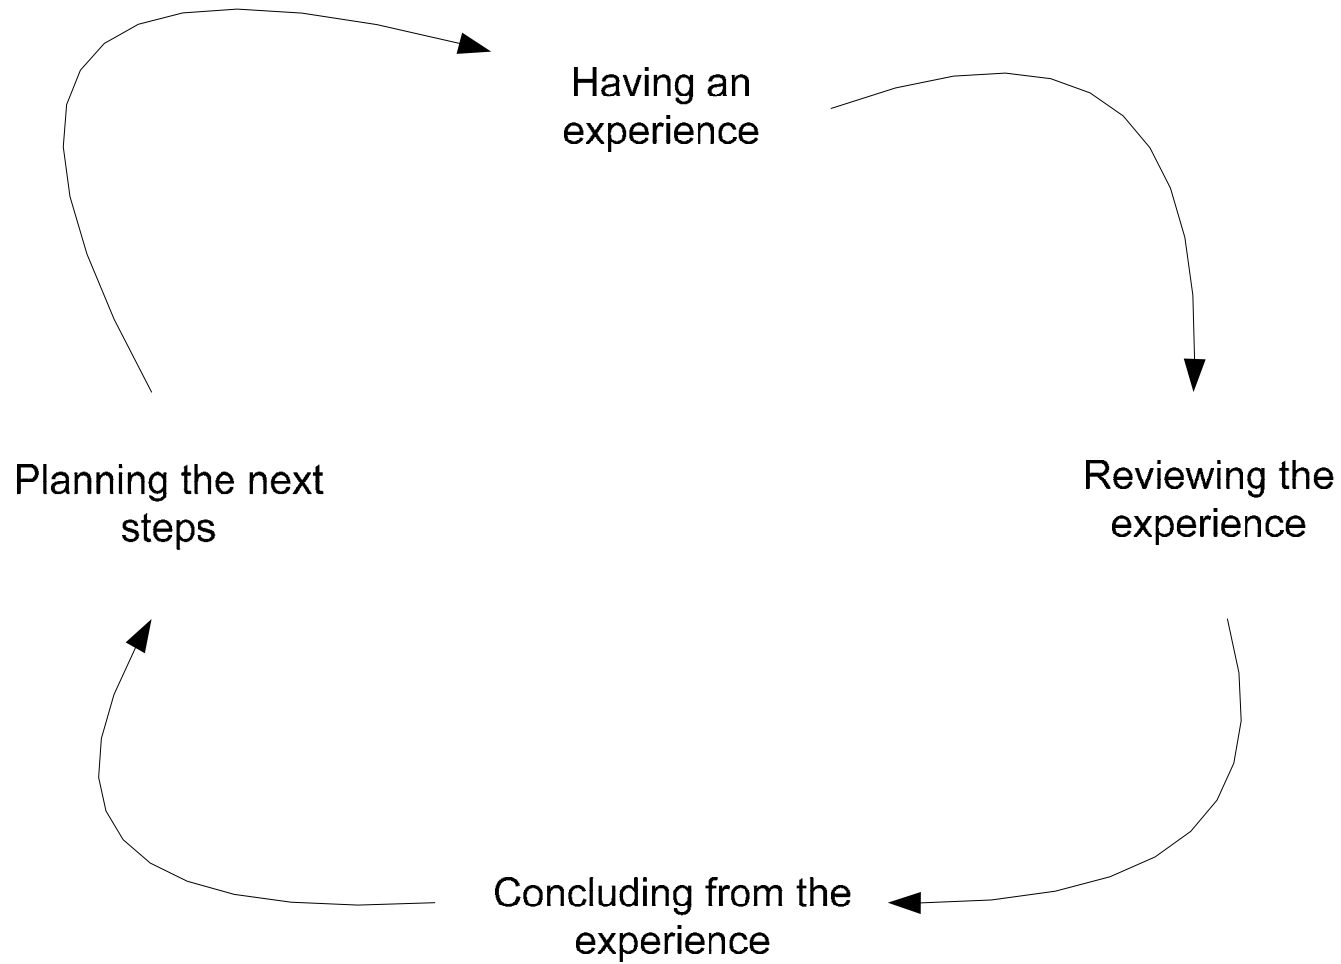 Having an
experience
Reviewing the
experience
Concluding from the
experience
Planning the next
steps